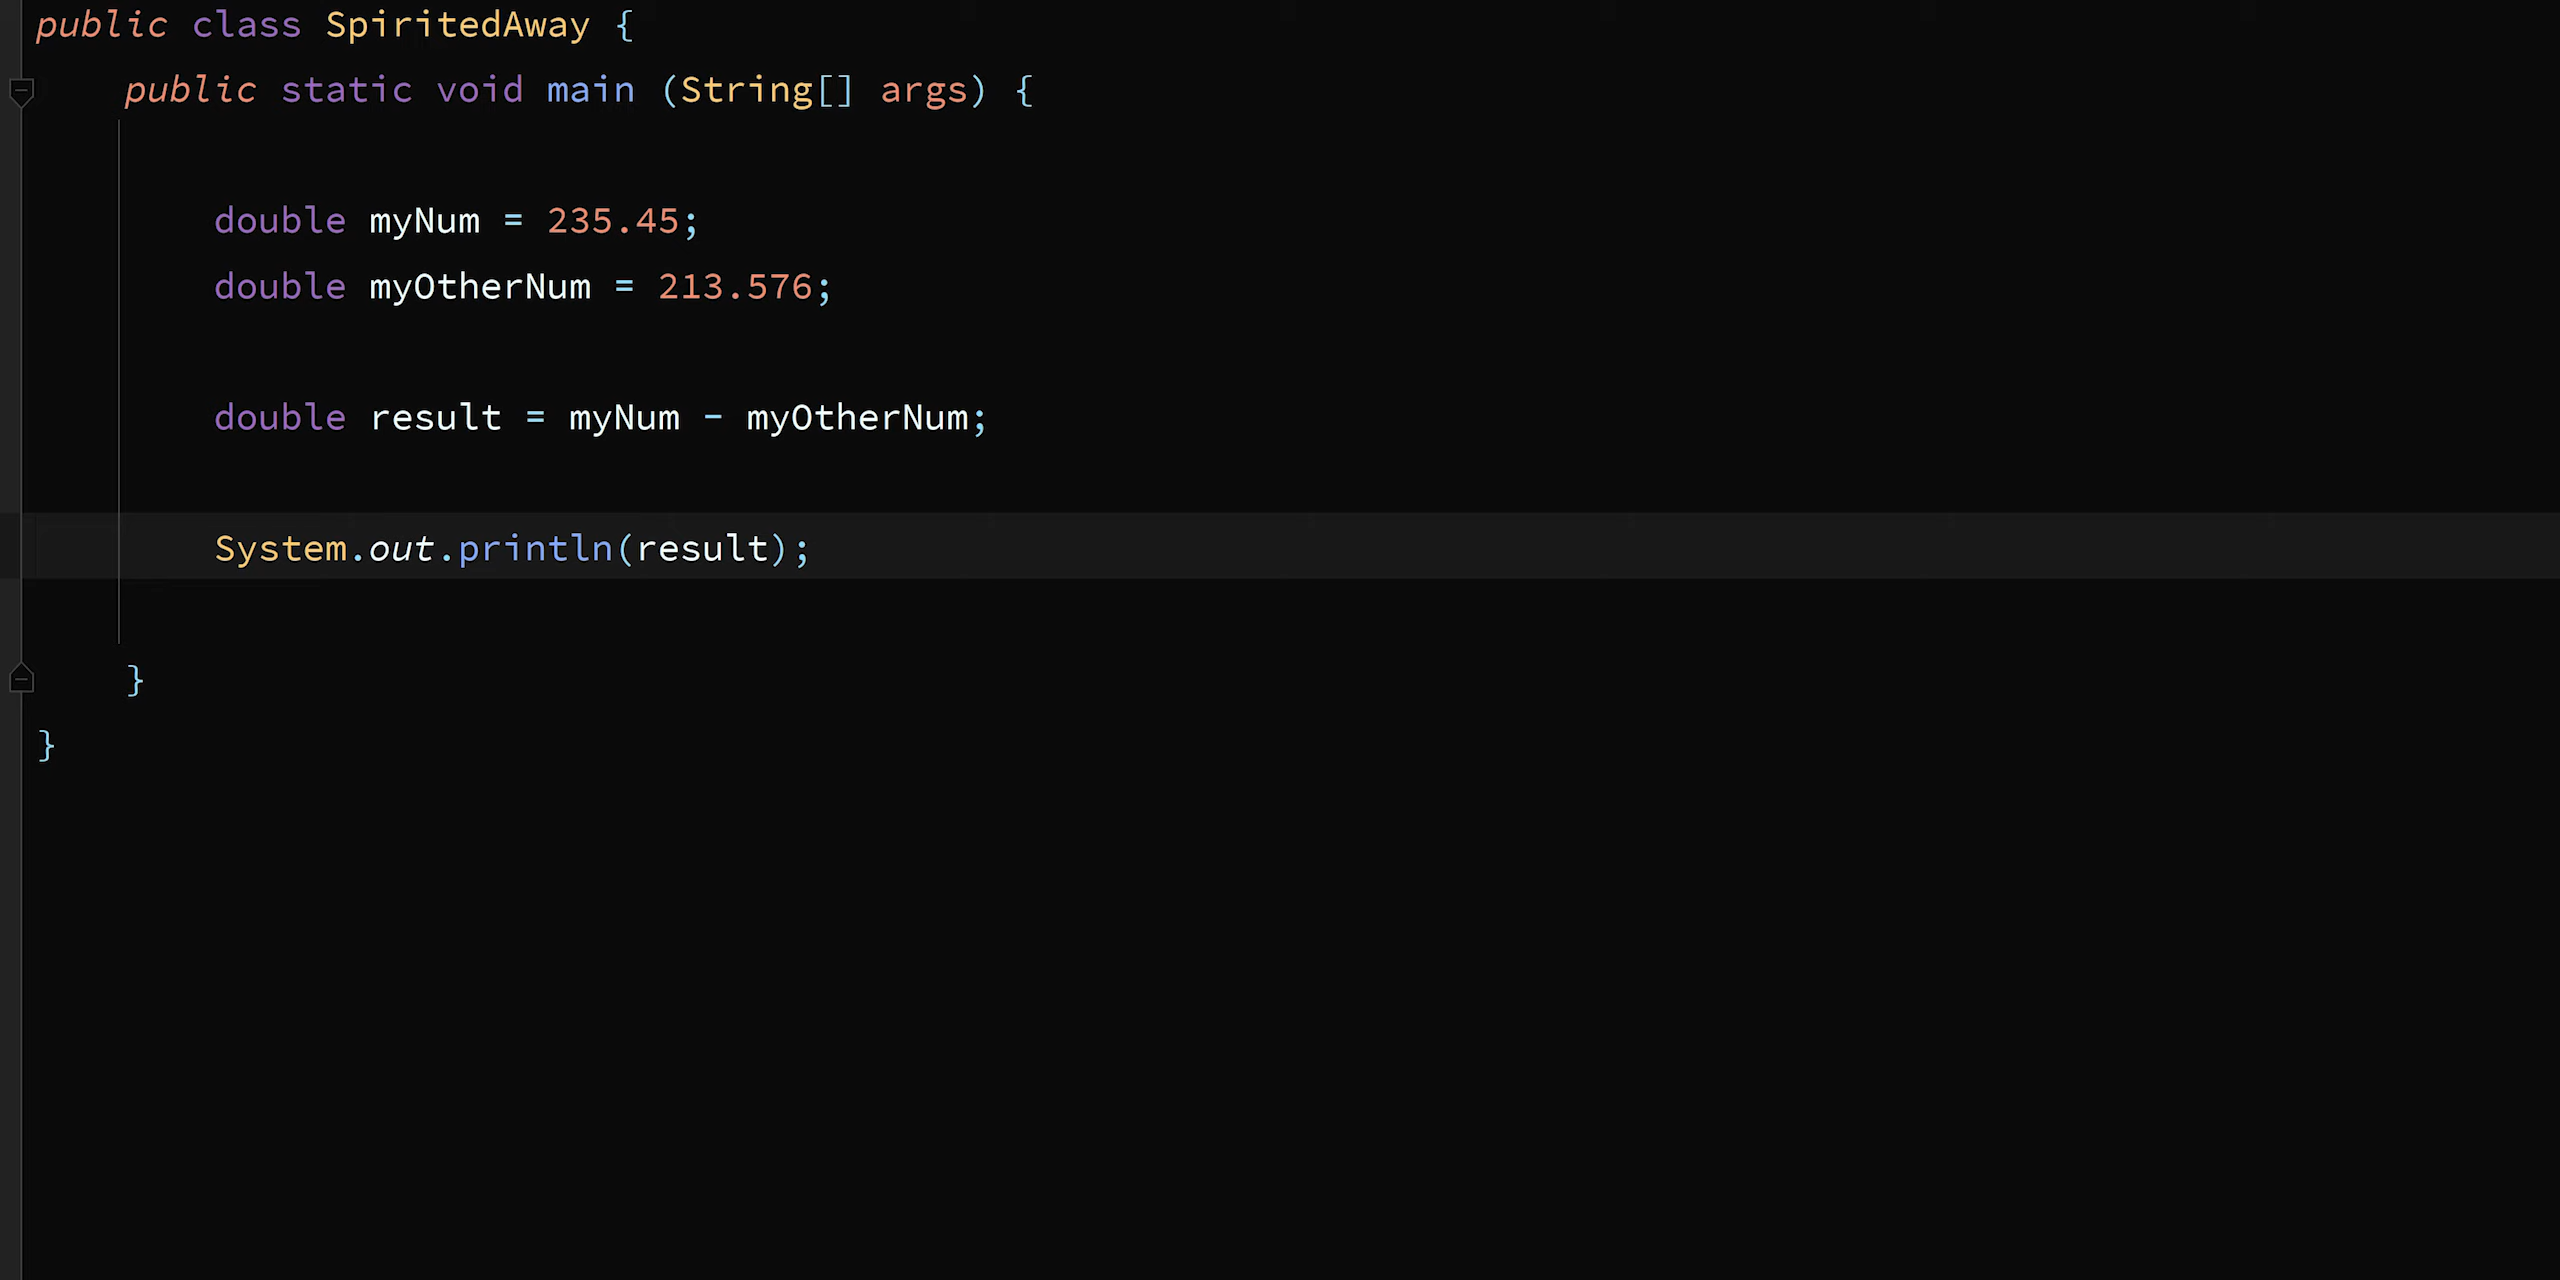 public class SpiritedAway {
public static void main (String[] args) {
double myNum = 235.45;
double myOtherNum = 213.576;
double result = myNum - myOtherNum;
System.out.println(result);
}
}